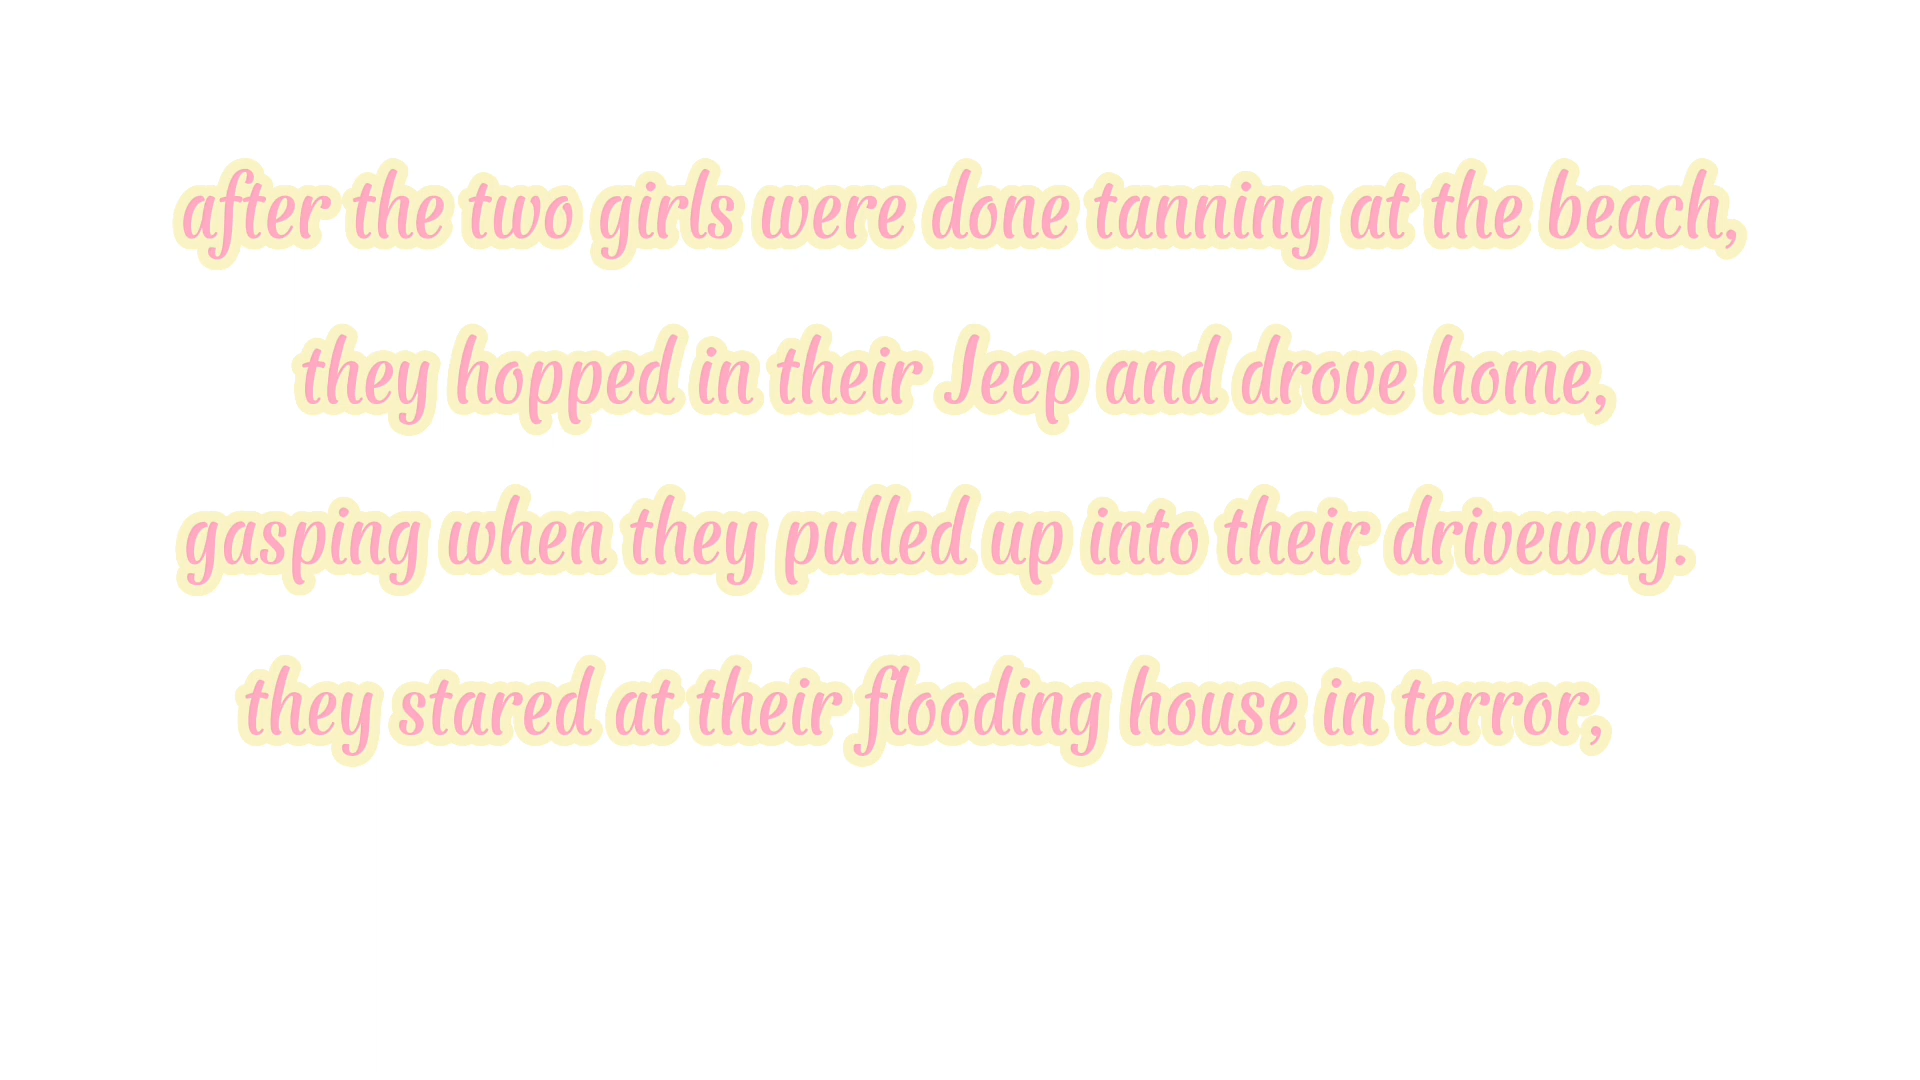 after the two girls were done tanning at the beach,
they hopped in their Jeep and drove home,
gasping when they pulled up into their driveway.
they stared at their flooding house in terror,